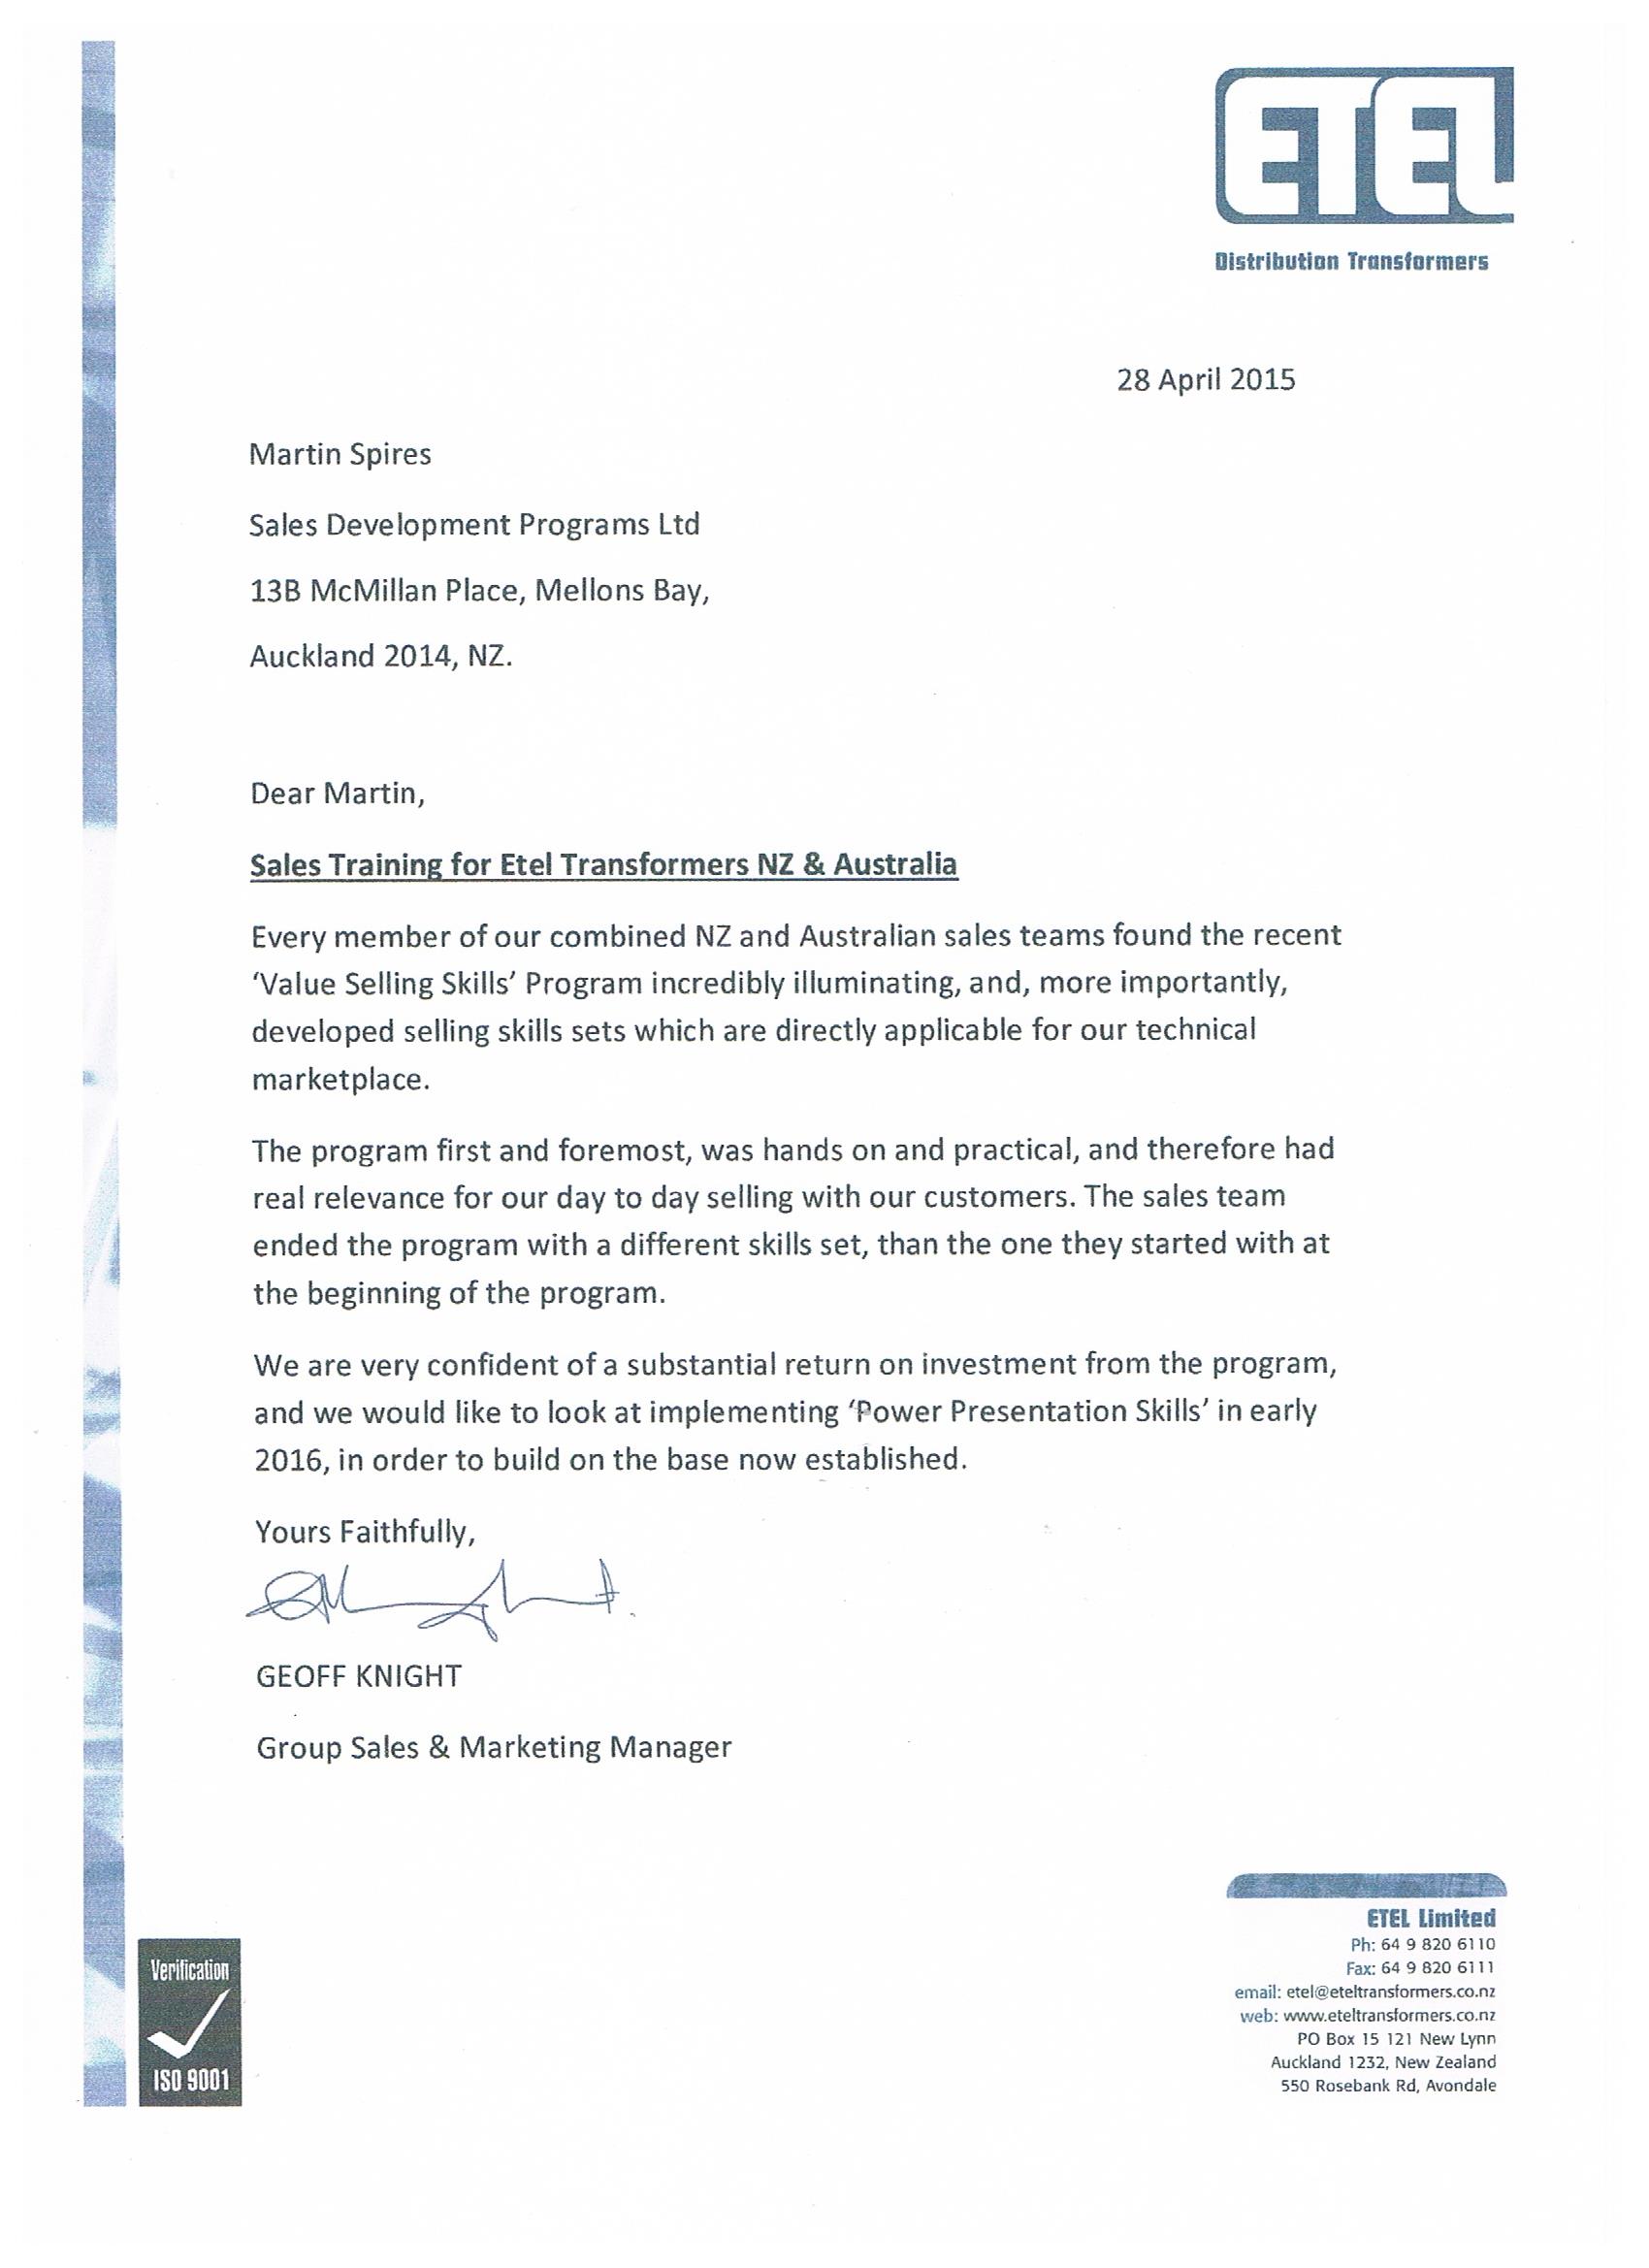 ETEL
Distribution Transformers
28 April 2015
Martin Spires
Sales Development Programs Ltd
13B McMillan Place, Mellons Bay,
Auckland 2014, NZ.
Dear Martin,
Sales Training for Etel Transformers NZ & Australia
Every member of our combined NZ and Australian sales teams found the recent
‘Value Selling Skills’ Program incredibly illuminating, and, more importantly,
developed selling skills sets which are directly applicable for our technical
marketplace.
The program first and foremost, was hands on and practical, and therefore had
real relevance for our day to day selling with our customers. The sales team
ended the program with a different skills set, than the one they started with at
the beginning of the program.
We are very confident of a substantial return on investment from the program,
and we would like to look at implementing ‘Power Presentation Skills’ in early
2016, in order to build on the base now established.
Yours Faithfully,
GEOFF KNIGHT
Group Sales & Marketing Manager
Verification
ISO 9001
ETEL Limited
Ph: 64 9 820 6110
Fax: 64 9 820 6111
email: etel@eteltransformers.co.nz
web: www.eteltransformers.co.nz
PO Box 15 121 New Lynn
Auckland 1232, New Zealand
550 Rosebank Rd, Avondale